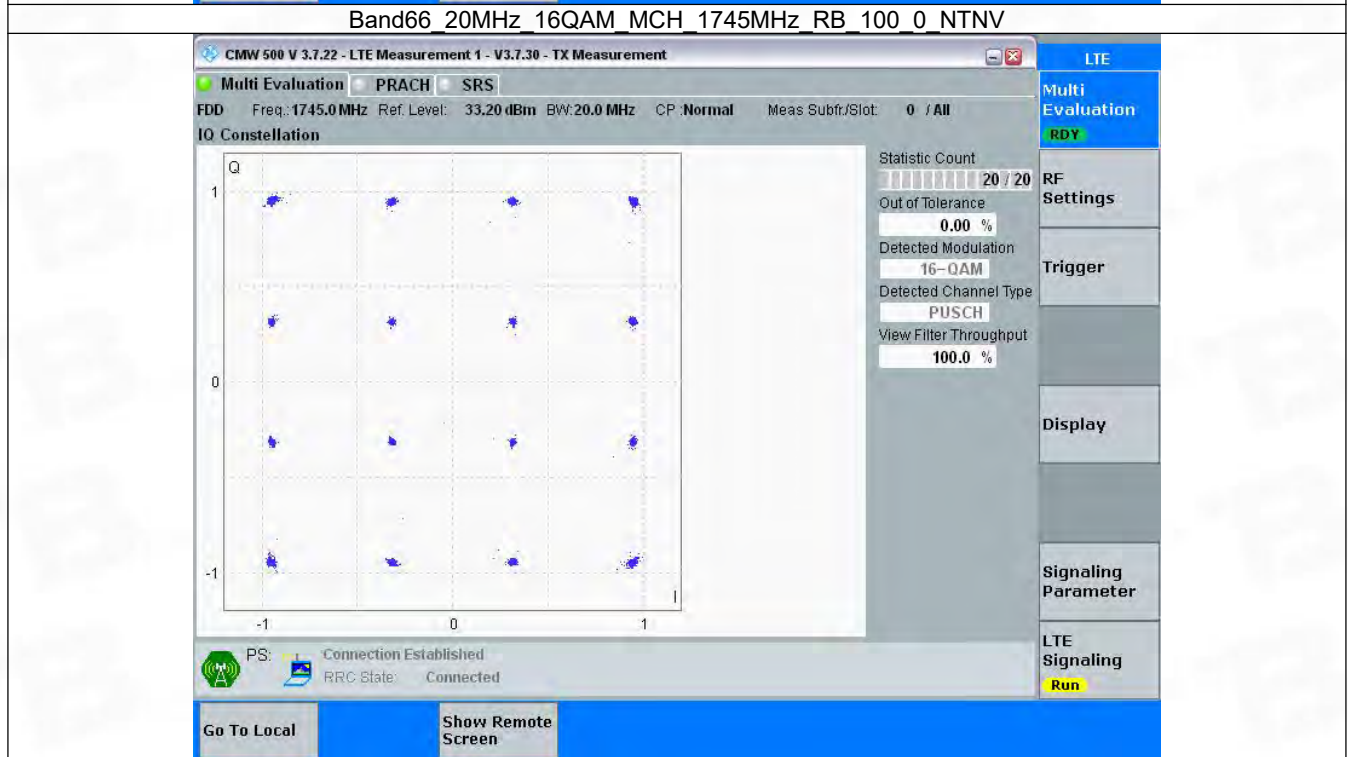 Band66_20MHz_16QAM_MCH_1745MHz_RB_100_0_NTNV
CMW 500 V 3.7.22 - LTE Measurement 1 - V3.7.30 - TX Measurement
LTE
Multi Evaluation PRACH SRS
FDD Freq.:1745.0 MHz Ref. Level: 33.20 dBm BW:20.0 MHz CP :Normal Meas Subfr./Slot: 0 / All
IQ Constellation
Q
1
0
-1
-1 0 1
I
Statistic Count
20 / 20
Out of Tolerance
0.00 %
Detected Modulation
16-QAM
Detected Channel Type
PUSCH
View Filter Throughput
100.0 %
Multi
Evaluation
RDY
RF
Settings
Trigger
Display
Signaling
Parameter
LTE
Signaling
Run
PS: Connection Established
RRC State: Connected
Go To Local
Show Remote
Screen